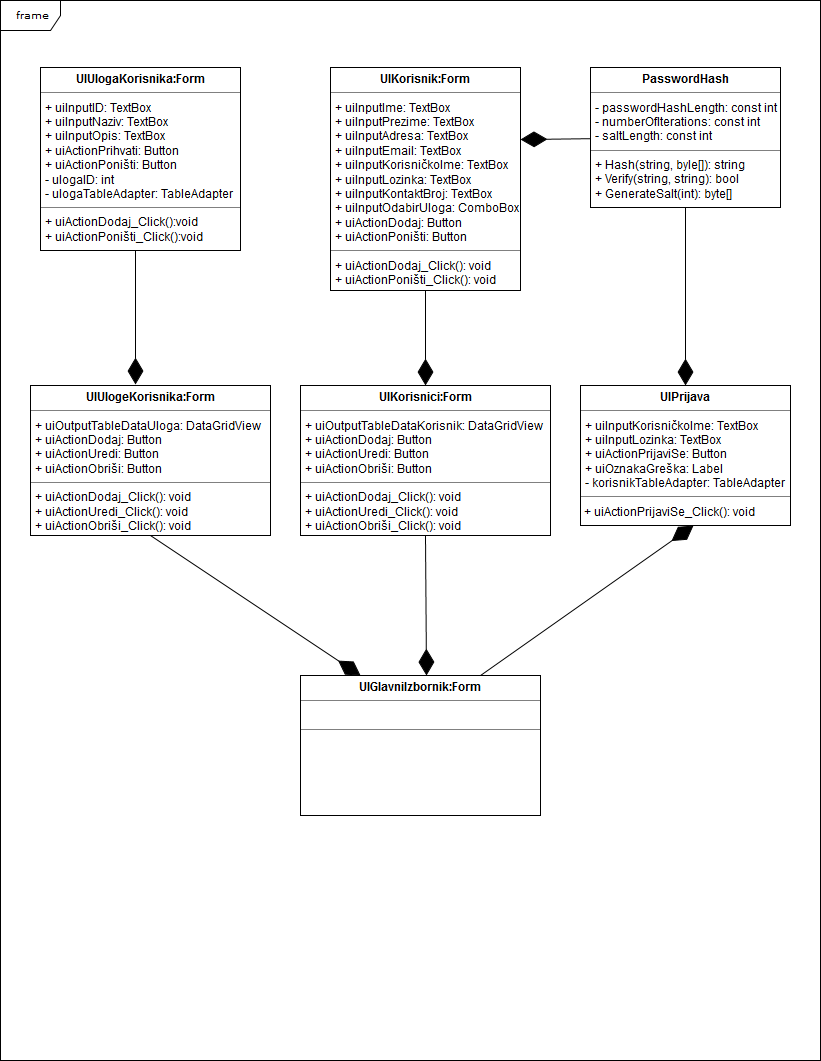 frame
UIUlogaKorisnika:Form
+ uiInputID: TextBox
+ uiInputNaziv: TextBox
+ uiInputOpis: TextBox
+ uiActionPrihvati: Button
+ uiActionPoništi: Button
- ulogaID: int
- ulogaTableAdapter: TableAdapter
+ uiActionDodaj_Click():void
+ uiActionPoništi_Click():void
UIKorisnik:Form
+ uiInputIme: TextBox
+ uiInputPrezime: TextBox
+ uiInputAdresa: TextBox
+ uiInputEmail: TextBox
+ uiInputKorisničkoIme: TextBox
+ uiInputLozinka: TextBox
+ uiInputKontaktBroj: TextBox
+ uiInputOdabirUloga: ComboBox
+ uiActionDodaj: Button
+ uiActionPoništi: Button
+ uiActionDodaj_Click(): void
+ uiActionPoništi_Click(): void
PasswordHash
- passwordHashLength: const int
- numberOfIterations: const int
- saltLength: const int
+ Hash(string, byle[]): string
+ Verify(string, string): bool
+ GenerateSalt(int): byte[]
UIUlogeKorisnika:Form
+ uiOutputTableDataUloga: DataGridView
+ uiActionDodaj: Button
+ uiActionUredi: Button
+ uiActionObriši: Button
+ uiActionDodaj_Click(): void
+ uiActionUredi_Click(): void
+ uiActionObriši_Click(): void
UIKorisnici:Form
+ uiOutputTableDataKorisnik: DataGridView
+ uiActionDodaj: Button
+ uiActionUredi: Button
+ uiActionObriši: Button
+ uiActionDodaj_Click(): void
+ uiActionUredi_Click(): void
+ uiActionObriši_Click(): void
UIPrijava
+ uiInputKorisničkoIme: TextBox
+ uiInputLozinka: TextBox
+ uiActionPrijaviSe: Button
+ uiOznakaGreška: Label
- korisnikTableAdapter: TableAdapter
+ uiActionPrijaviSe_Click(): void
UIGlavniIzbornik:Form